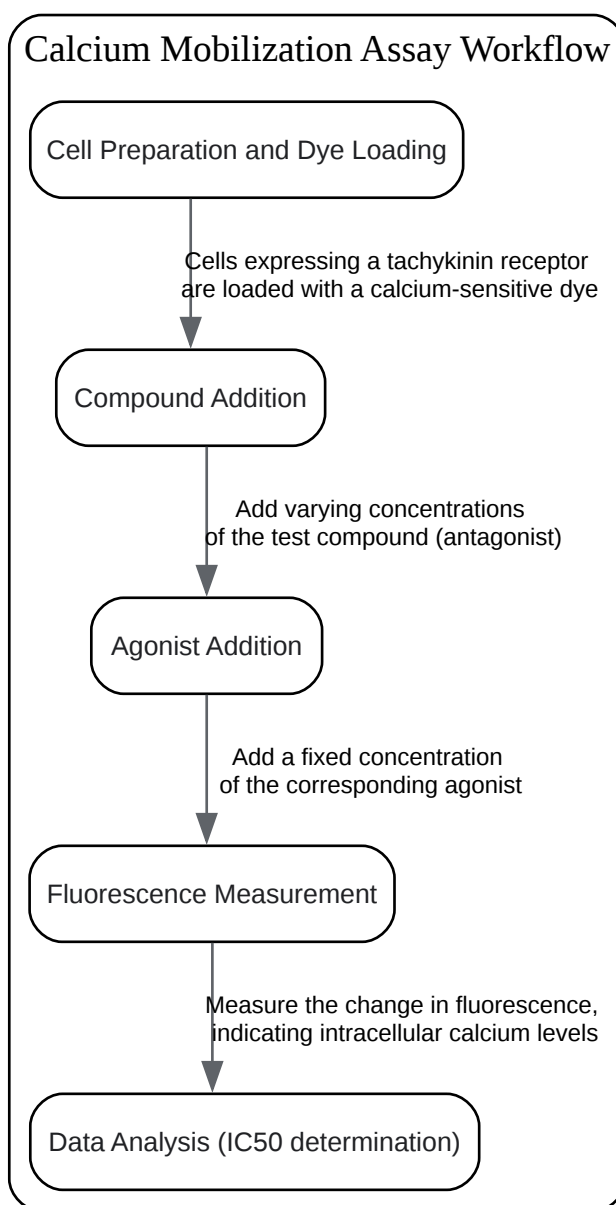 Calcium Mobilization Assay Workflow
Cell Preparation and Dye Loading
Cells expressing a tachykinin receptor
are loaded with a calcium-sensitive dye
Compound Addition
Add varying concentrations
of the test compound (antagonist)
Agonist Addition
Add a fixed concentration
of the corresponding agonist
Fluorescence Measurement
Measure the change in fluorescence,
indicating intracellular calcium levels
Data Analysis (IC50 determination)